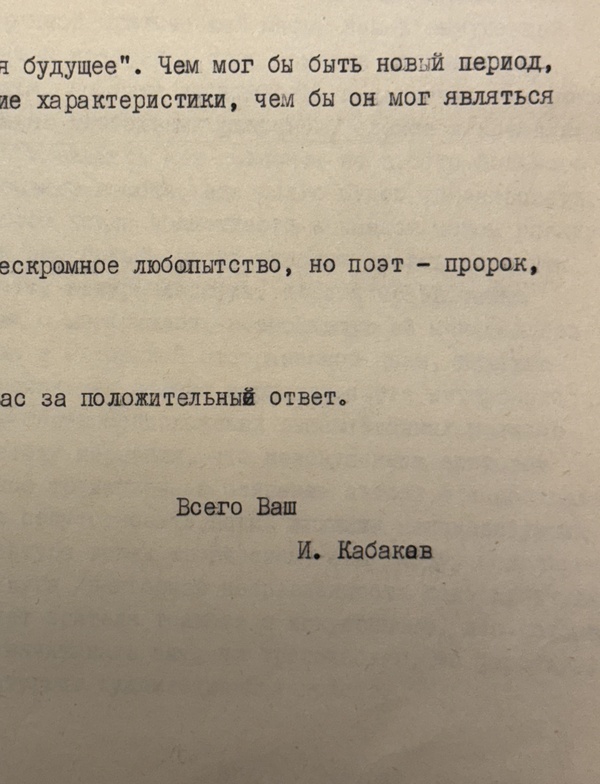 я будущее". Чем мог бы быть новый период,
ие характеристики, чем бы он мог являться
ескромное любопытство, но поэт - пророк,
ас за положительный ответ.
Всего Ваш
И. Кабаков